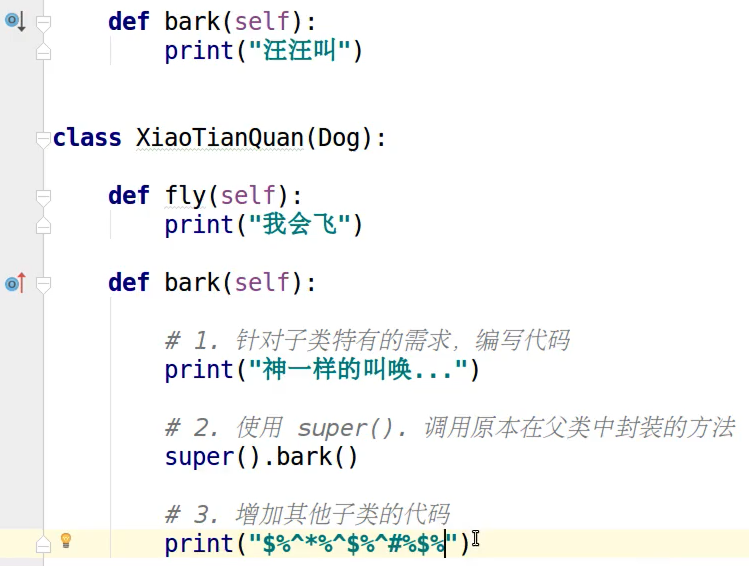 def bark(self):
print("汪汪叫")
class XiaoTianQuan(Dog):
def fly(self):
print("我会飞")
def bark(self):
# 1. 针对子类特有的需求，编写代码
print("神一样的叫唤...")
# 2. 使用 super(). 调用原本在父类中封装的方法
super().bark()
# 3. 增加其他子类的代码
print("$%^*%^$%^#%$%")